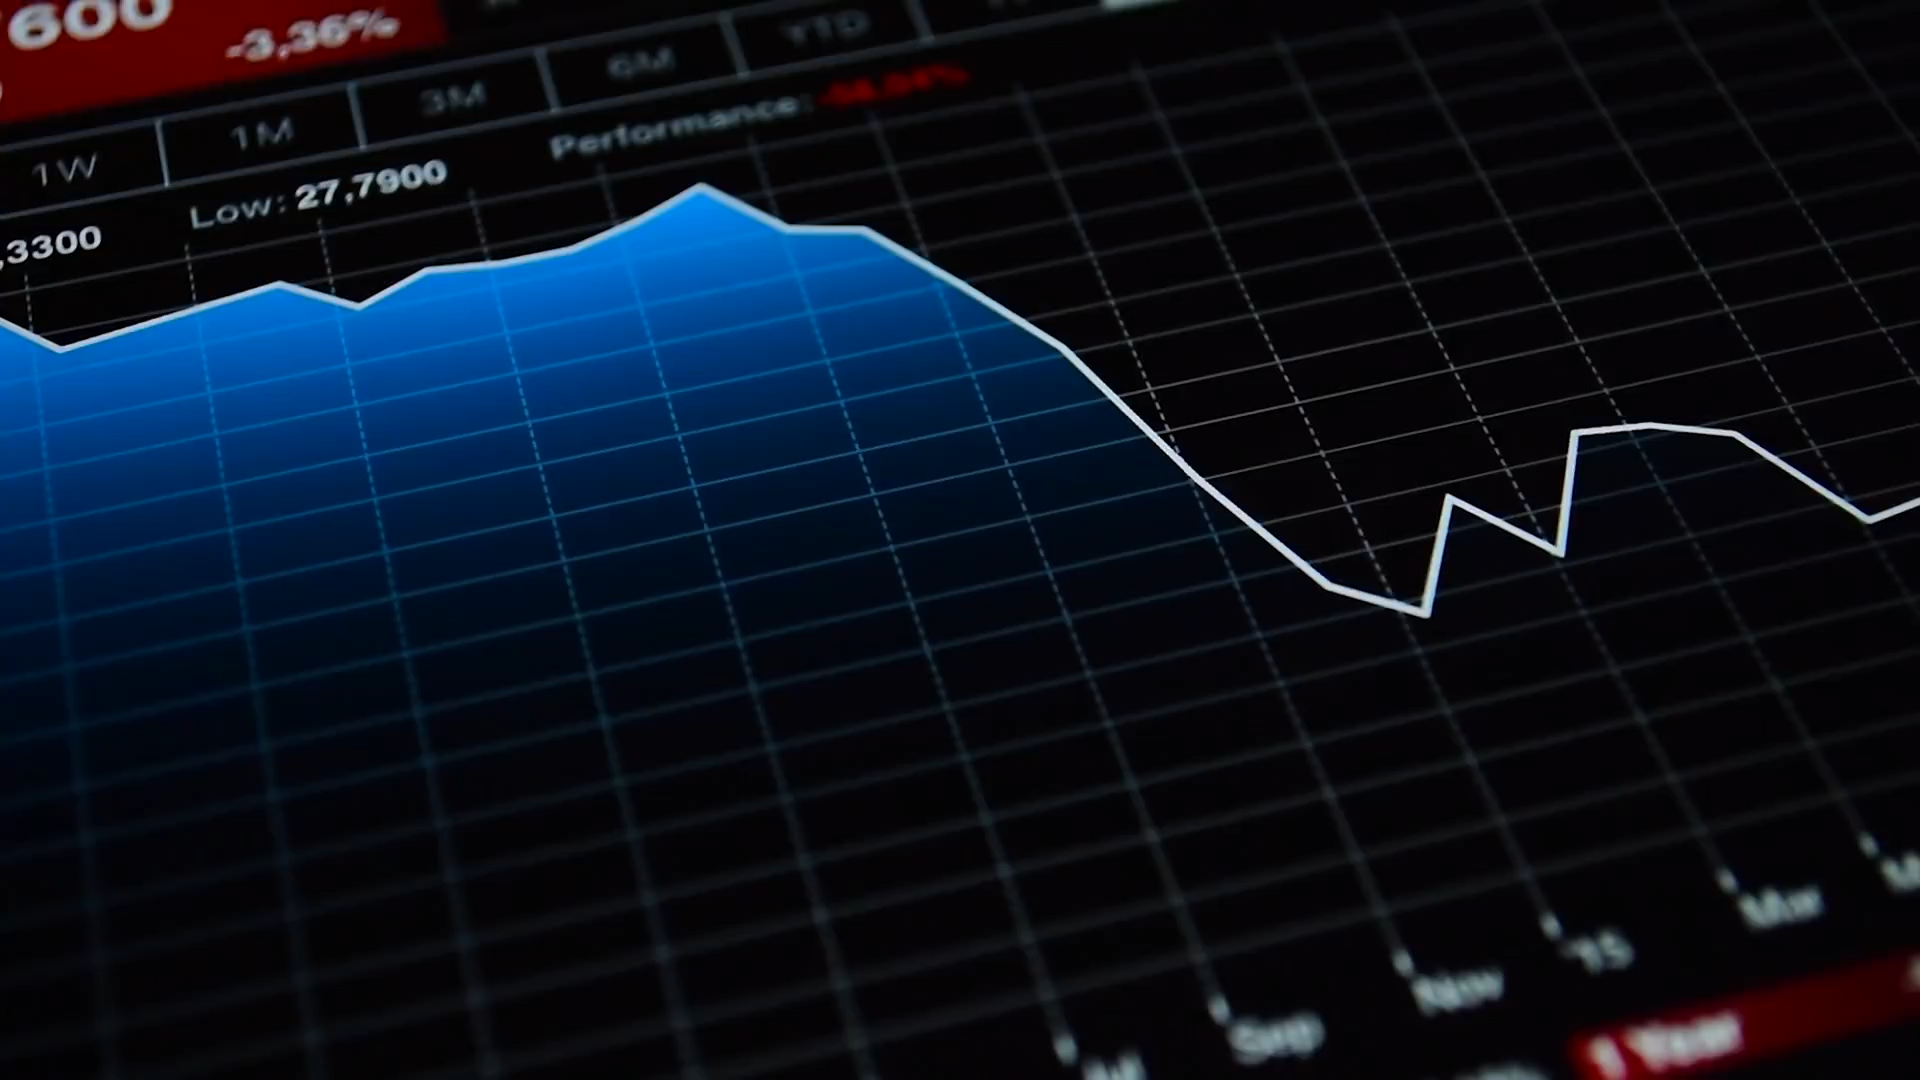 600
-3,36%
1W
1M
3M
6M
YTD
,3300
Low: 27,7900
Performance:
Jul
Sep
Nov
'15
Mar
1 Year